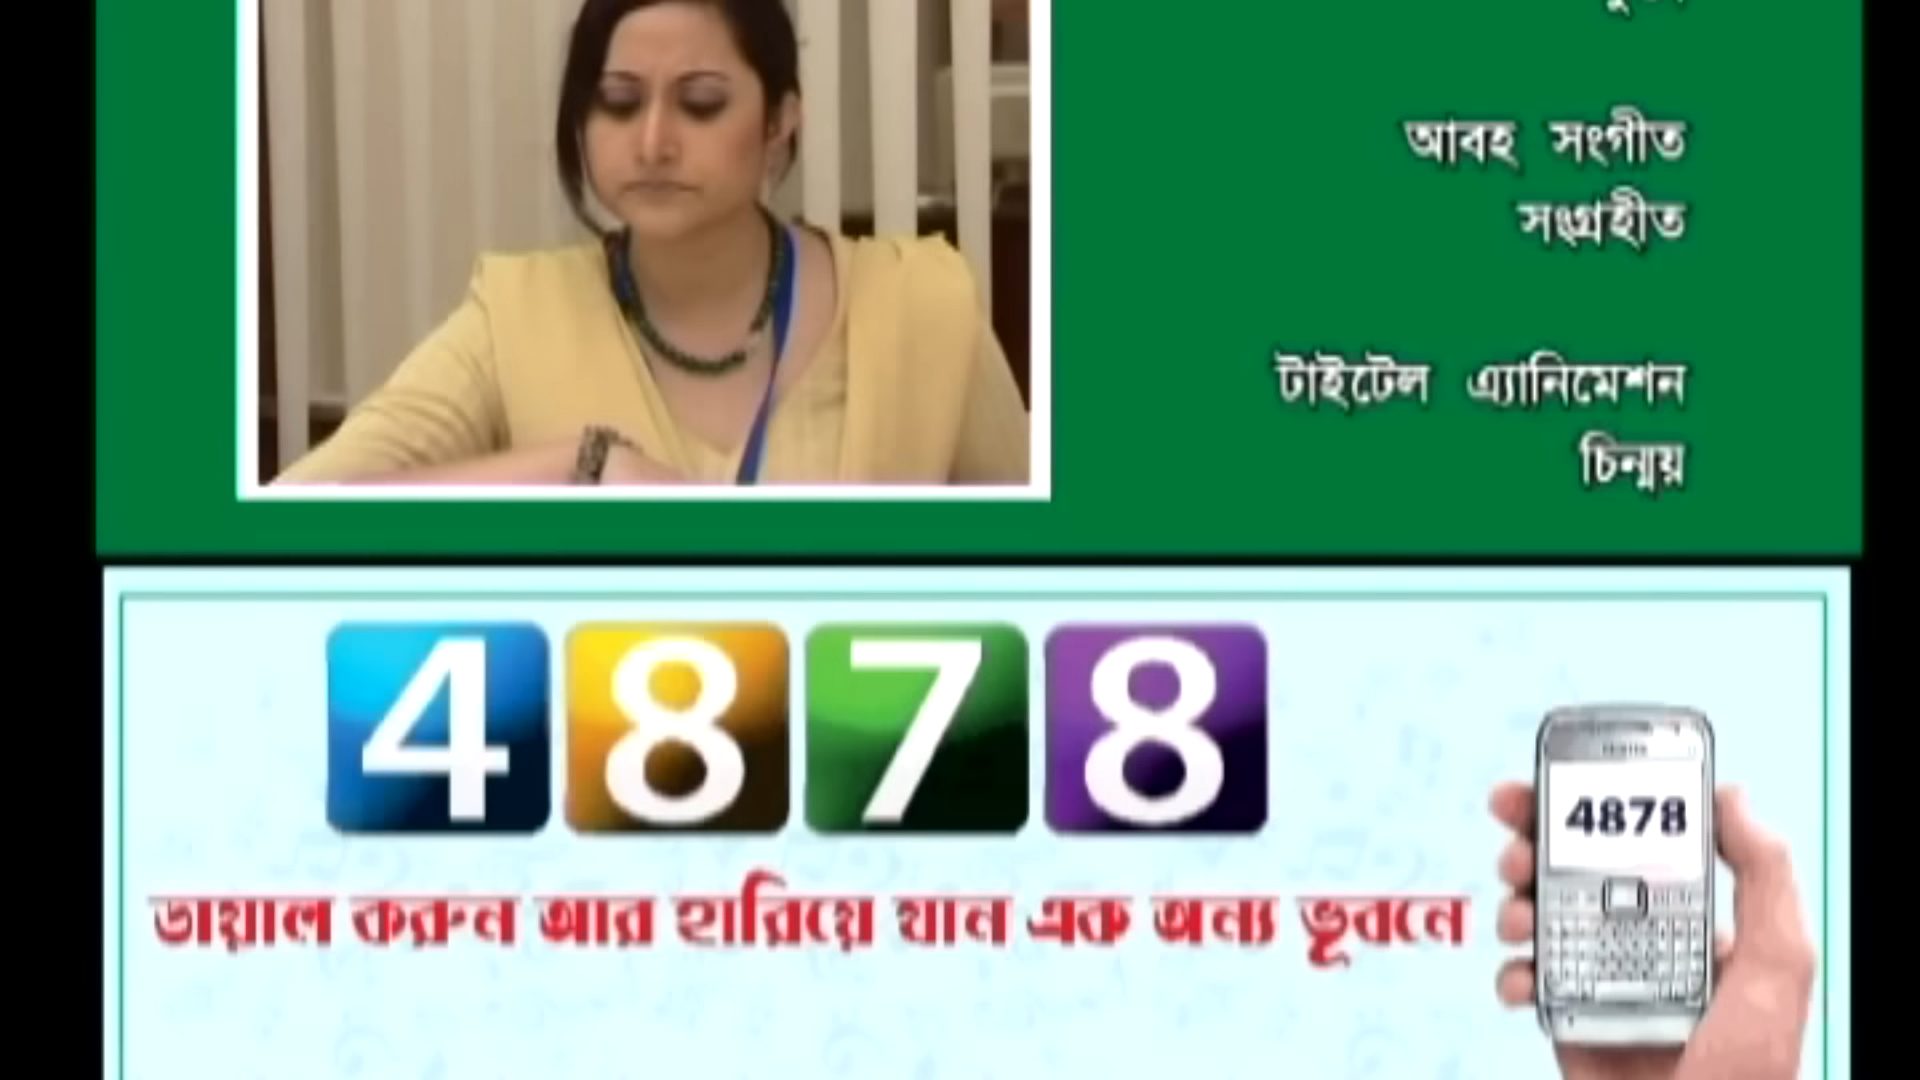 আবহ সংগীত
সংগ্রহীত
টাইটেল এ্যানিমেশন
চিন্ময়
4878
4878
ডায়াল করুন আর হারিয়ে যান এক অন্য ভূবনে